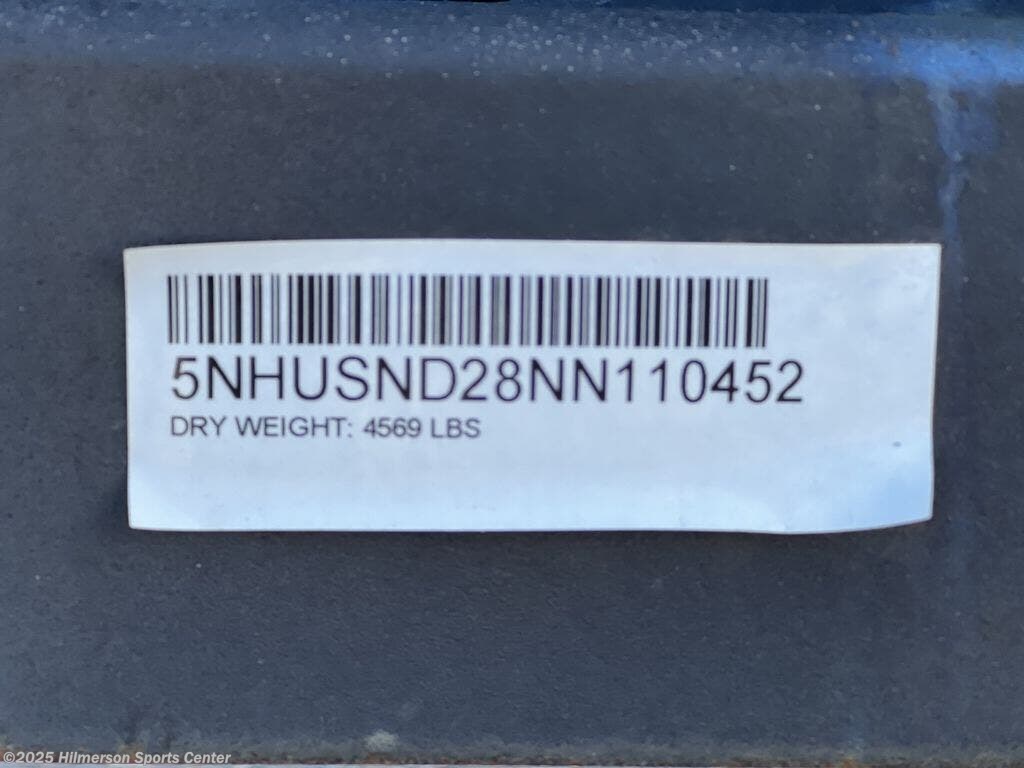 5NHUSND28NN110452
DRY WEIGHT: 4569 LBS
©2025 Hilmerson Sports Center